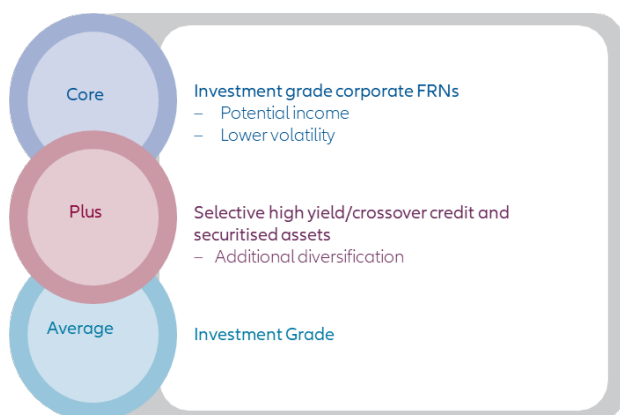 Core
Investment grade corporate FRNs
– Potential income
– Lower volatility
Plus
Selective high yield/crossover credit and
securitised assets
– Additional diversification
Average
Investment Grade